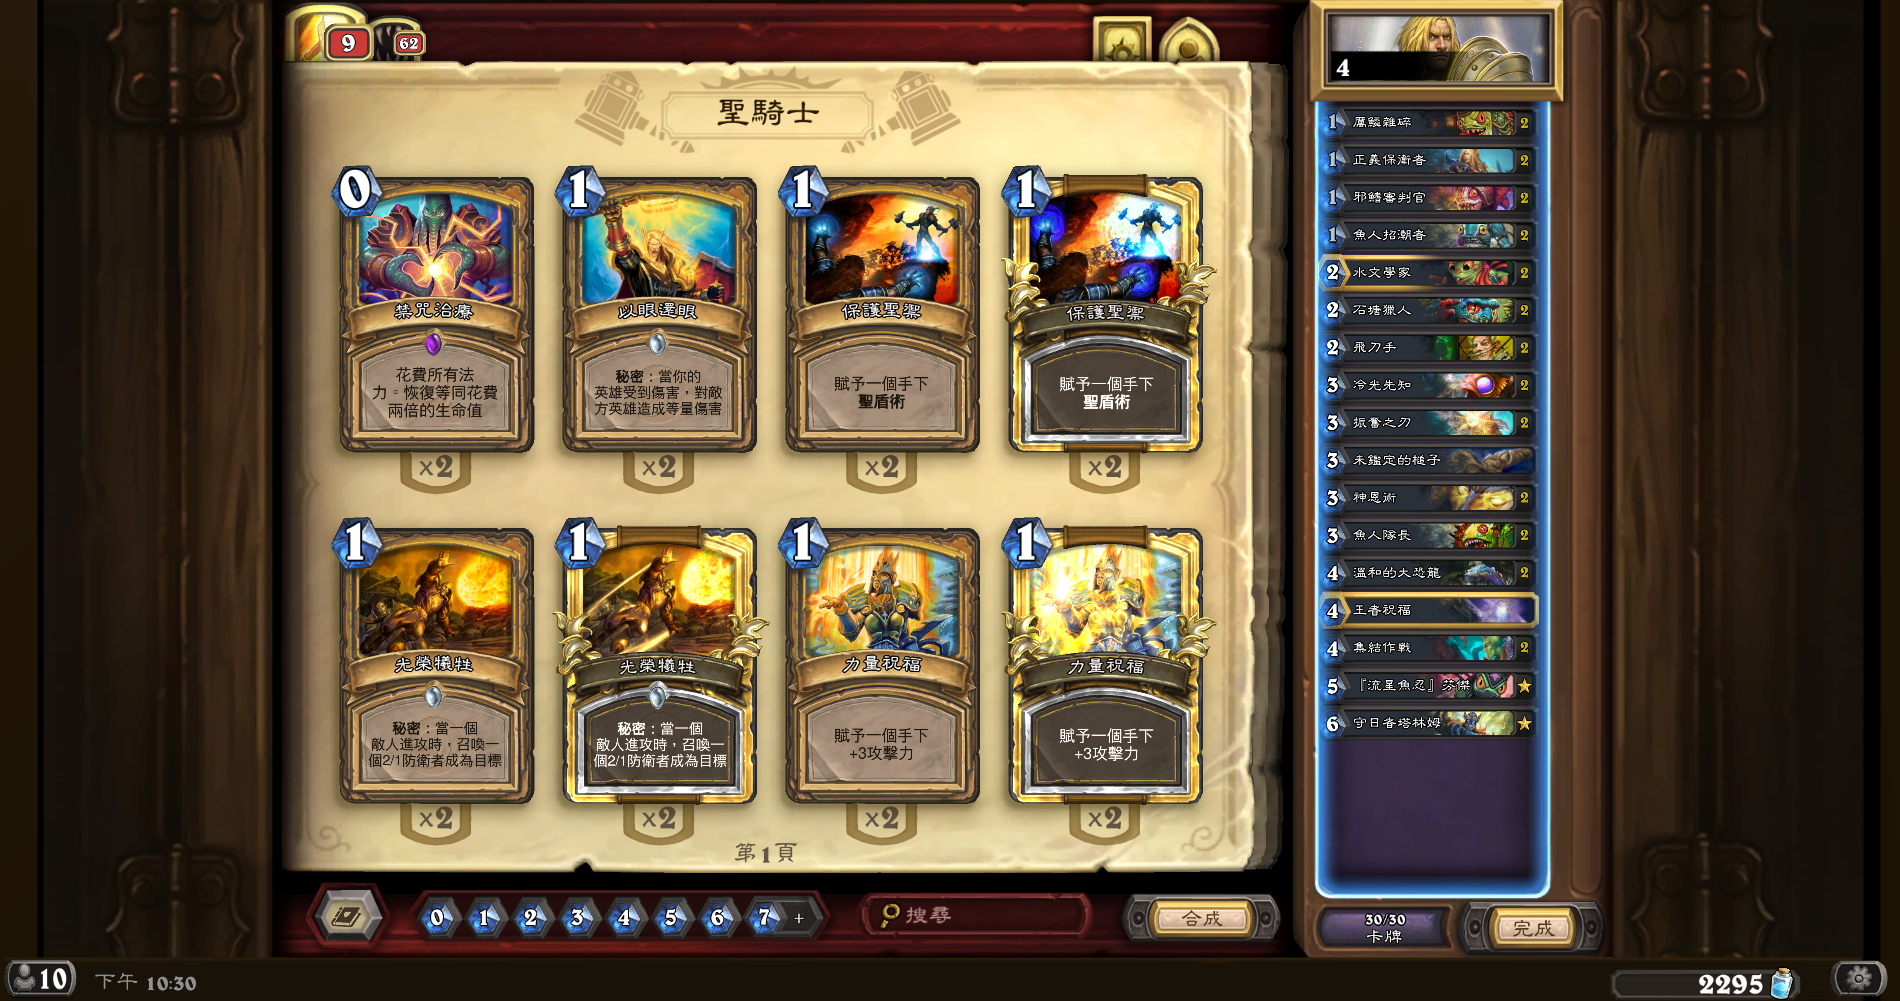 9
62
聖騎士
0
禁咒治療
花費所有法
力。恢復等同花費
兩倍的生命值
x2
1
以眼還眼
秘密：當你的
英雄受到傷害，對敵
方英雄造成等量傷害
x2
1
保護聖禦
賦予一個手下
聖盾術
x2
1
保護聖禦
賦予一個手下
聖盾術
x2
1
光榮犧牲
秘密：當一個
敵人進攻時，召喚一
個2/1防衛者成為目標
x2
1
光榮犧牲
秘密：當一個
敵人進攻時，召喚一
個2/1防衛者成為目標
x2
1
力量祝福
賦予一個手下
+3攻擊力
x2
1
力量祝福
賦予一個手下
+3攻擊力
x2
第1頁
0 1 2 3 4 5 6 7 +
搜尋
合成
4
1 厲鰓雜碎 2
1 正義保衛者 2
1 邪鰭審判官 2
1 魚人招潮者 2
2 水文學家 2
2 石塘獵人 2
2 飛刀手 2
3 冷光先知 2
3 振奮之刃 2
3 未鑑定的槌子
3 神恩術 2
3 魚人隊長 2
4 溫和的大恐龍 2
4 王者祝福
4 集結作戰 2
5 『流星魚忍』芬傑
6 守日者塔林姆
30/30
卡牌
完成
10
下午 10:30
2295